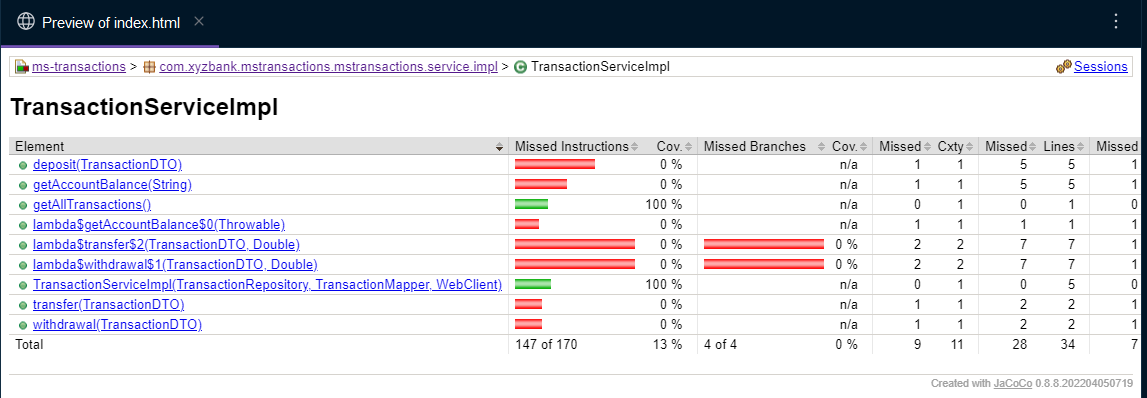 Preview of index.html
ms-transactions > com.xyzbank.mstransactions.mstransactions.service.impl > TransactionServiceImpl Sessions
TransactionServiceImpl
Element Missed Instructions Cov. Missed Branches Cov. Missed Cxty Missed Lines Missed
deposit(TransactionDTO) 0 % n/a 1 1 5 5 1
getAccountBalance(String) 0 % n/a 1 1 5 5 1
getAllTransactions() 100 % n/a 0 1 0 1 0
lambda$getAccountBalance$0(Throwable) 0 % n/a 1 1 1 1 1
lambda$transfer$2(TransactionDTO, Double) 0 % 0 % 2 2 7 7 1
lambda$withdrawal$1(TransactionDTO, Double) 0 % 0 % 2 2 7 7 1
TransactionServiceImpl(TransactionRepository, TransactionMapper, WebClient) 100 % n/a 0 1 0 5 0
transfer(TransactionDTO) 0 % n/a 1 1 2 2 1
withdrawal(TransactionDTO) 0 % n/a 1 1 2 2 1
Total 147 of 170 13 % 4 of 4 0 % 9 11 28 34 7
Created with JaCoCo 0.8.8.202204050719